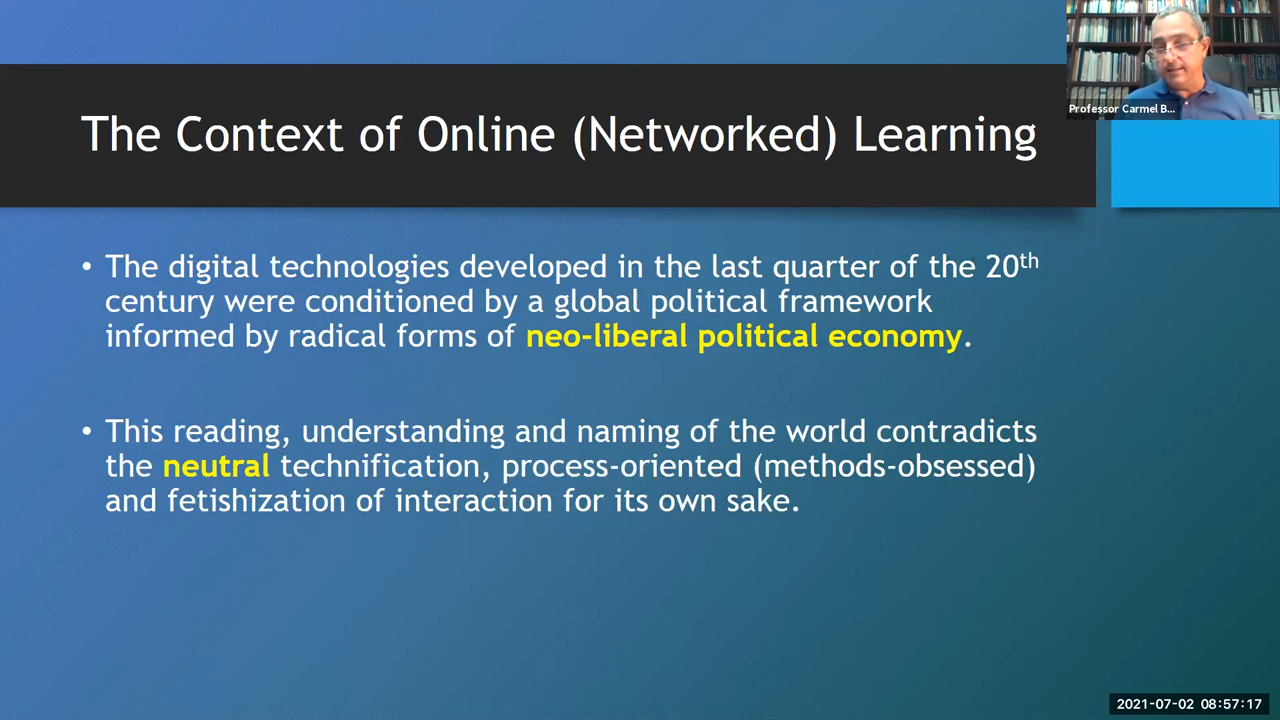 Professor Carmel B...
The Context of Online (Networked) Learning
• The digital technologies developed in the last quarter of the 20th
century were conditioned by a global political framework
informed by radical forms of neo-liberal political economy.
• This reading, understanding and naming of the world contradicts
the neutral technification, process-oriented (methods-obsessed)
and fetishization of interaction for its own sake.
2021-07-02 08:57:17